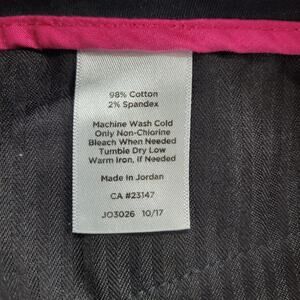 98% Cotton
2% Spandex
Machine Wash Cold
Only Non-Chlorine
Bleach When Needed
Tumble Dry Low
Warm Iron, If Needed
Made In Jordan
CA #23147
JO3026 10/17